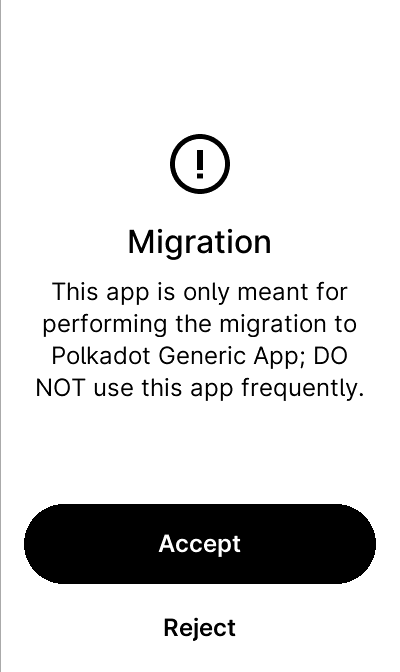 Migration
This app is only meant for
performing the migration to
Polkadot Generic App; DO
NOT use this app frequently.
Accept
Reject